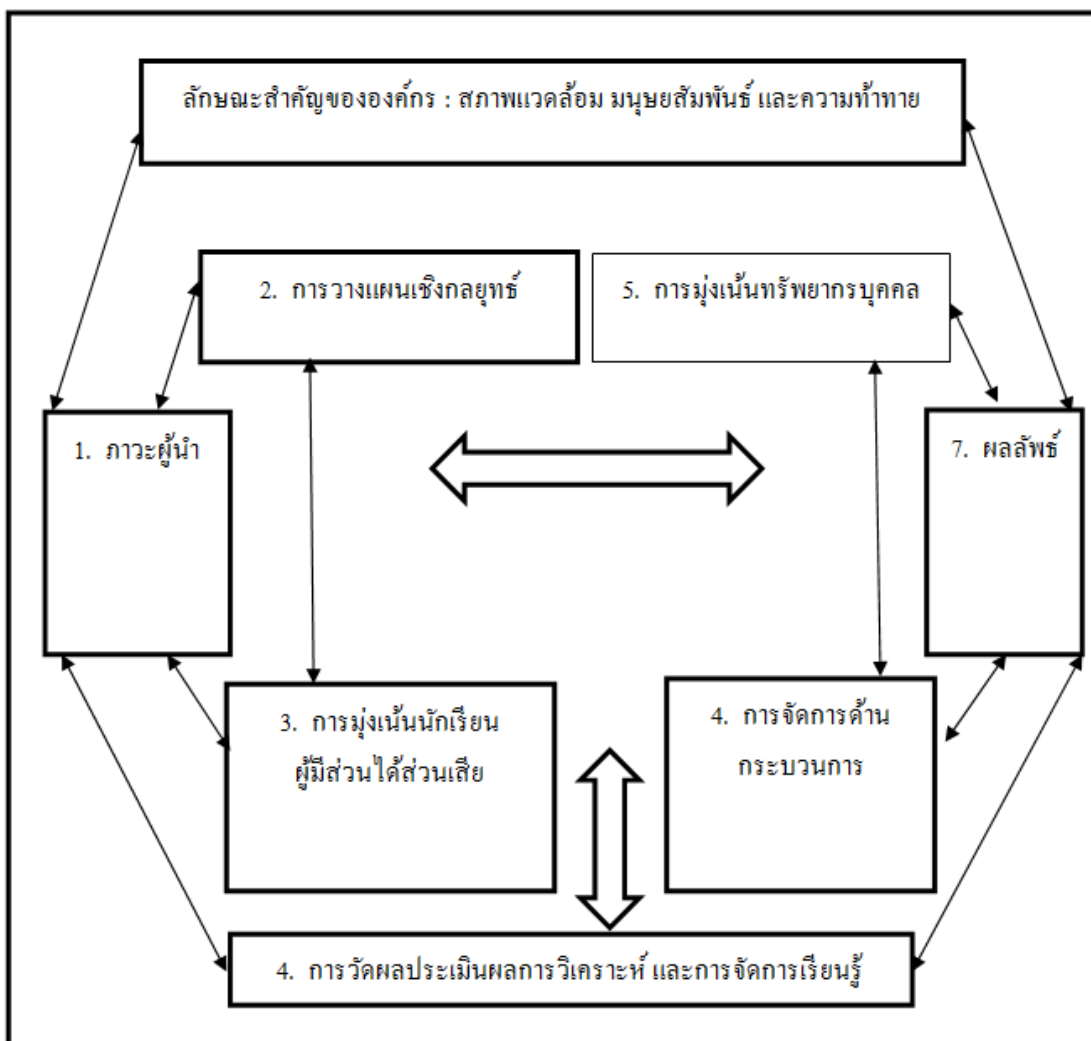 ลักษณะสำคัญขององค์กร : สภาพแวดล้อม มนุษยสัมพันธ์ และความท้าทาย
2. การวางแผนเชิงกลยุทธ์
5. การมุ่งเน้นทรัพยากรบุคคล
1. ภาวะผู้นำ
7. ผลลัพธ์
3. การมุ่งเน้นนักเรียน
ผู้มีส่วนได้ส่วนเสีย
4. การจัดการด้าน
กระบวนการ
4. การวัดผลประเมินผลการวิเคราะห์ และการจัดการเรียนรู้